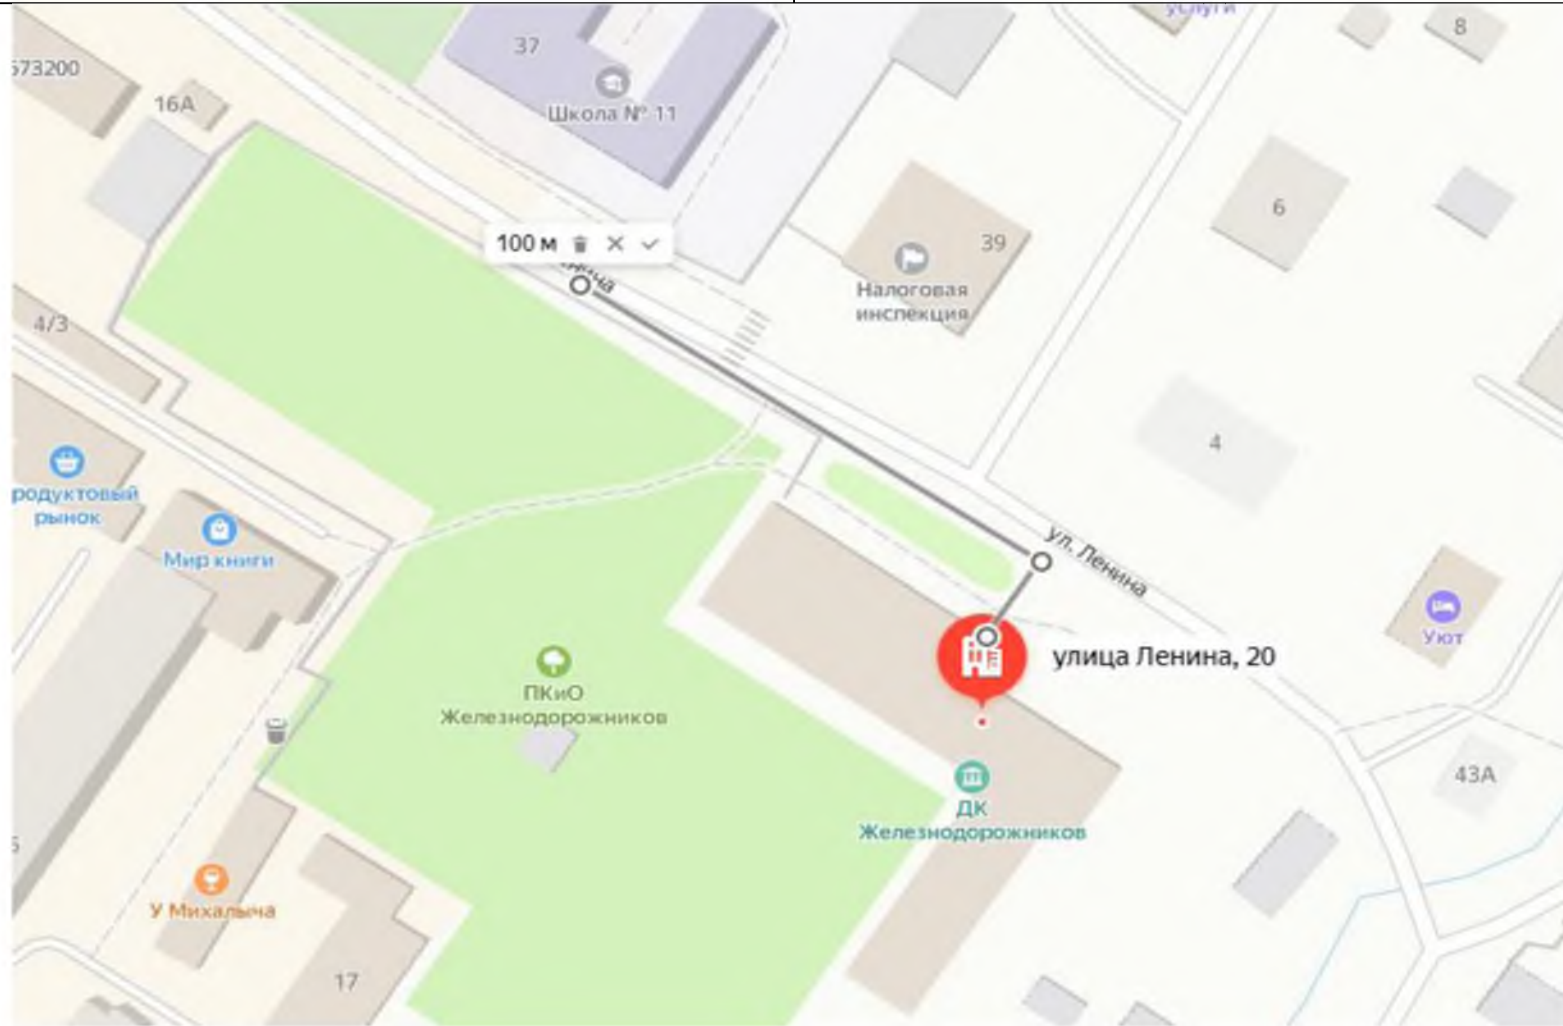 услуги
8
37
573200
Школа № 11
16А
6
39
100 м
Налоговая
инспекция
4/3
4
родуктовый
рынок
ул. Ленина
Мир книги
Уют
улица Ленина, 20
ПКиО
Железнодорожников
43А
ДК
Железнодорожников
У Михалыча
17